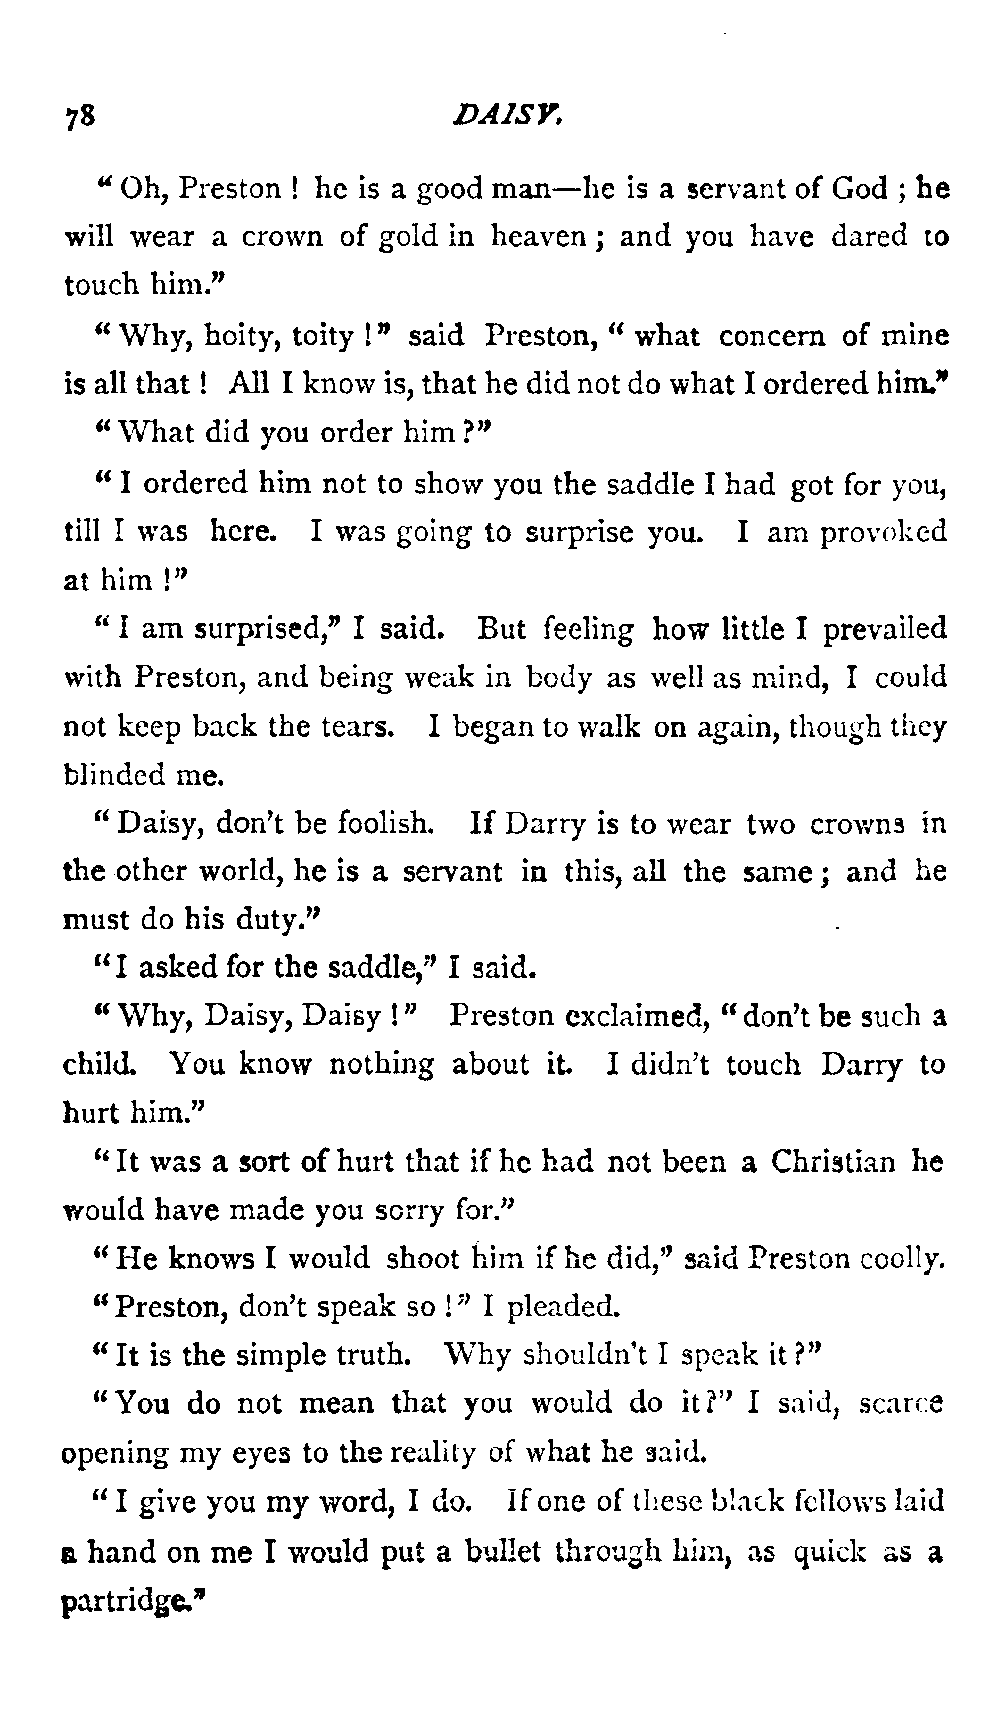 78 DAISY.
“ Oh, Preston ! he is a good man—he is a servant of God ; he
will wear a crown of gold in heaven ; and you have dared to
touch him.”
“ Why, hoity, toity !” said Preston, “ what concern of mine
is all that ! All I know is, that he did not do what I ordered him.”
“ What did you order him ?”
“ I ordered him not to show you the saddle I had got for you,
till I was here. I was going to surprise you. I am provoked
at him !”
“ I am surprised,” I said. But feeling how little I prevailed
with Preston, and being weak in body as well as mind, I could
not keep back the tears. I began to walk on again, though they
blinded me.
“ Daisy, don’t be foolish. If Darry is to wear two crowns in
the other world, he is a servant in this, all the same ; and he
must do his duty.”
“ I asked for the saddle,” I said.
“ Why, Daisy, Daisy !” Preston exclaimed, “ don’t be such a
child. You know nothing about it. I didn’t touch Darry to
hurt him.”
“ It was a sort of hurt that if he had not been a Christian he
would have made you sorry for.”
“ He knows I would shoot him if he did,” said Preston coolly.
“ Preston, don’t speak so !” I pleaded.
“ It is the simple truth. Why shouldn’t I speak it ?”
“ You do not mean that you would do it ?” I said, scarce
opening my eyes to the reality of what he said.
“ I give you my word, I do. If one of these black fellows laid
a hand on me I would put a bullet through him, as quick as a
partridge.”